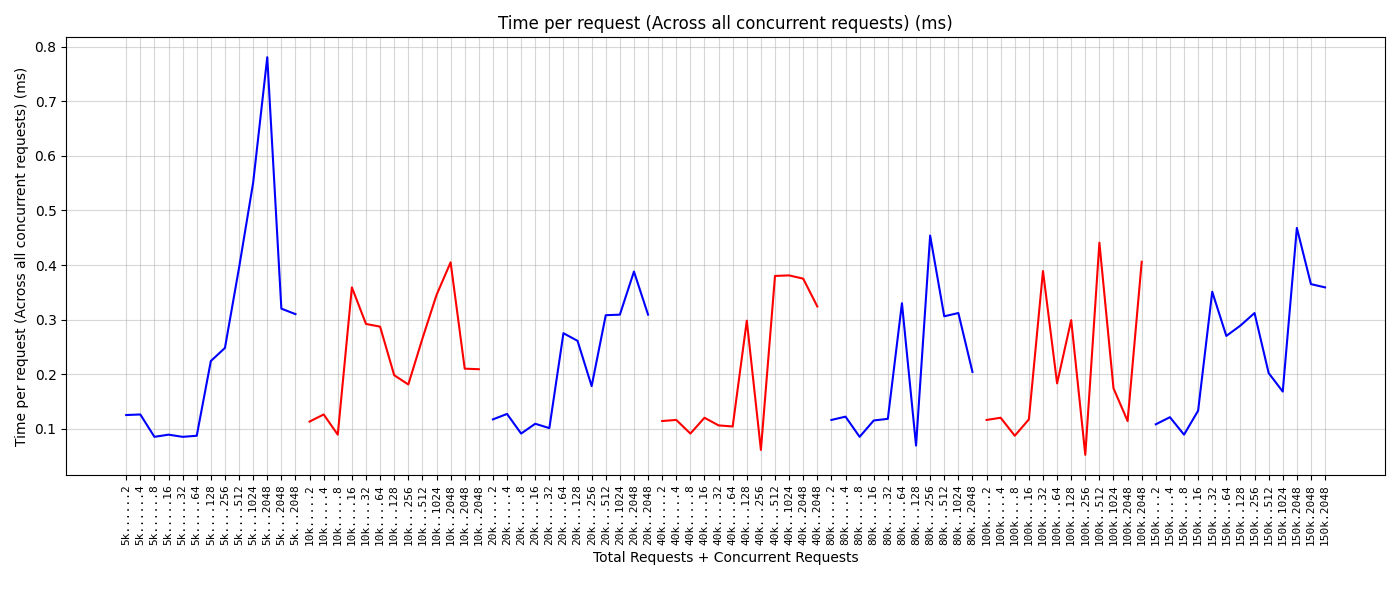 Time per request (Across all concurrent requests) (ms)
Time per request (Across all concurrent requests) (ms)
0.8
0.7
0.6
0.5
0.4
0.3
0.2
0.1
5k......2
5k......4
5k......8
5k.....16
5k.....32
5k.....64
5k....128
5k....256
5k....512
5k...1024
5k...2048
5k...2048
5k...2048
10k.....2
10k.....4
10k.....8
10k....16
10k....32
10k....64
10k...128
10k...256
10k...512
10k..1024
10k..2048
10k..2048
10k..2048
20k.....2
20k.....4
20k.....8
20k....16
20k....32
20k....64
20k...128
20k...256
20k...512
20k..1024
20k..2048
20k..2048
40k.....2
40k.....4
40k.....8
40k....16
40k....32
40k....64
40k...128
40k...256
40k...512
40k..1024
40k..2048
40k..2048
80k.....2
80k.....4
80k.....8
80k....16
80k....32
80k....64
80k...128
80k...256
80k...512
80k..1024
80k..2048
100k....2
100k....4
100k....8
100k...16
100k...32
100k...64
100k..128
100k..256
100k..512
100k.1024
100k.2048
100k.2048
150k....2
150k....4
150k....8
150k...16
150k...32
150k...64
150k..128
150k..256
150k..512
150k.1024
150k.2048
150k.2048
150k.2048
Total Requests + Concurrent Requests